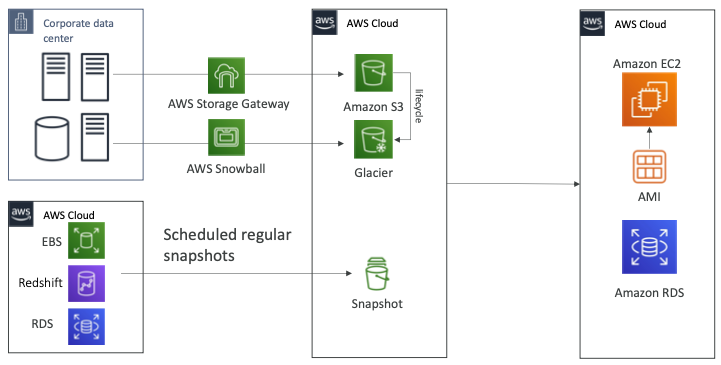 Corporate data
center
AWS Storage Gateway
AWS Snowball
aws
AWS Cloud
Amazon S3
lifecycle
Glacier
aws
AWS Cloud
EBS
Redshift
RDS
Scheduled regular
snapshots
Snapshot
aws
AWS Cloud
Amazon EC2
AMI
Amazon RDS